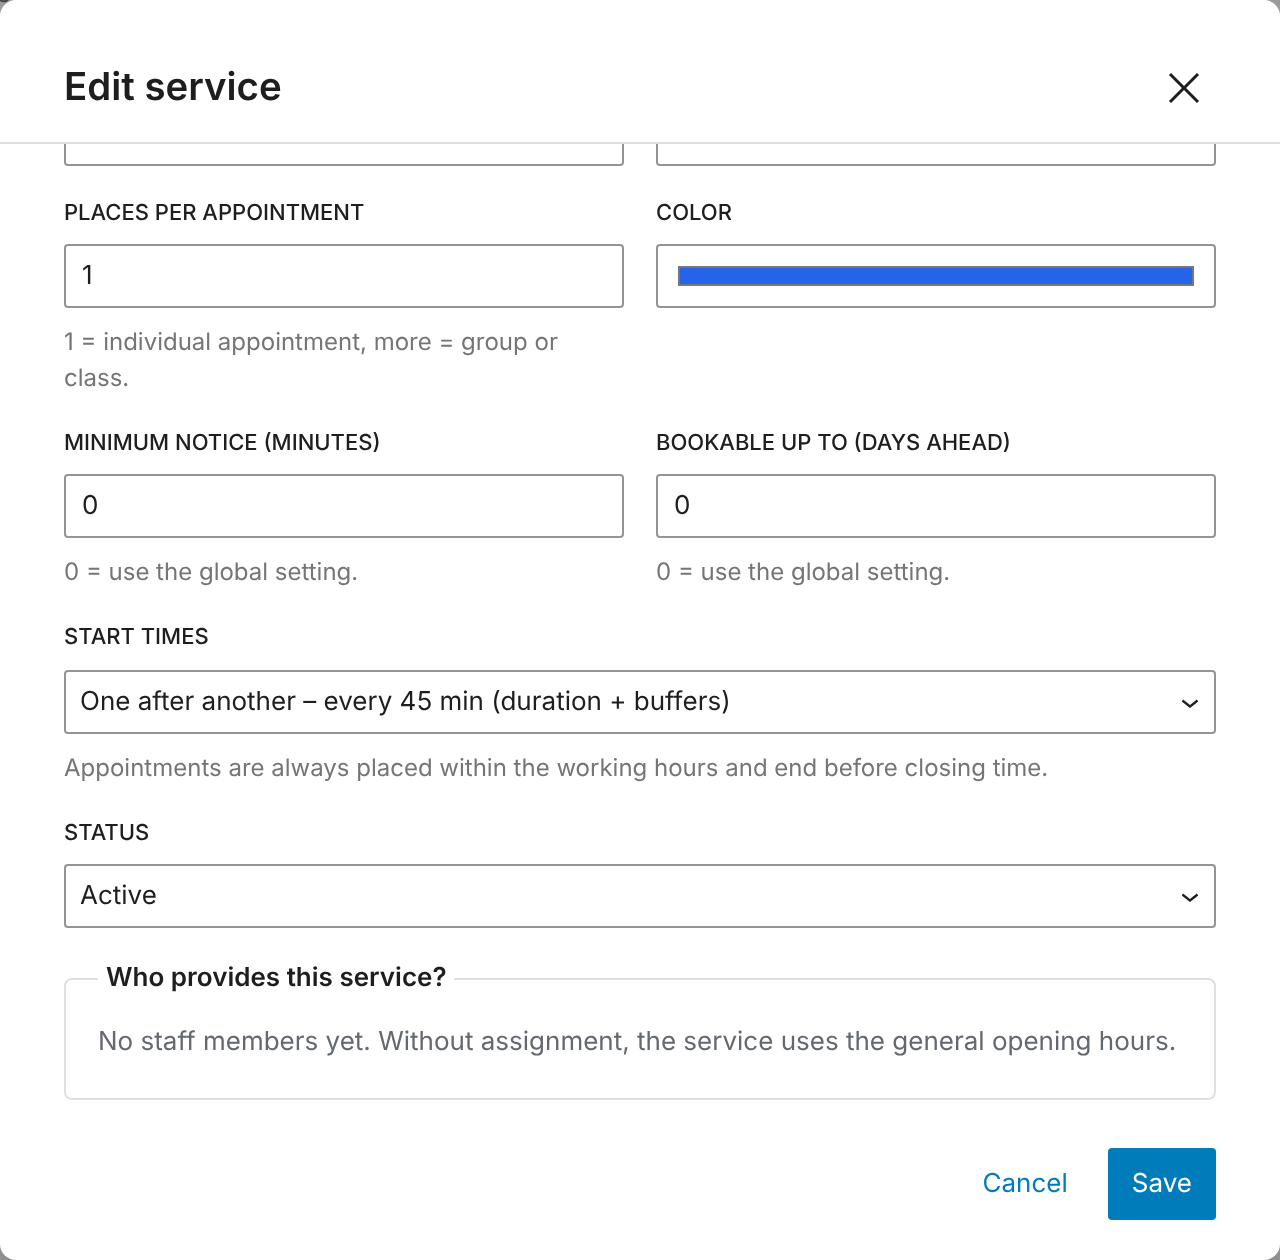 Edit service
PLACES PER APPOINTMENT
COLOR
1
1 = individual appointment, more = group or
class.
MINIMUM NOTICE (MINUTES)
BOOKABLE UP TO (DAYS AHEAD)
0
0
0 = use the global setting.
0 = use the global setting.
START TIMES
One after another – every 45 min (duration + buffers)
Appointments are always placed within the working hours and end before closing time.
STATUS
Active
Who provides this service?
No staff members yet. Without assignment, the service uses the general opening hours.
Cancel
Save